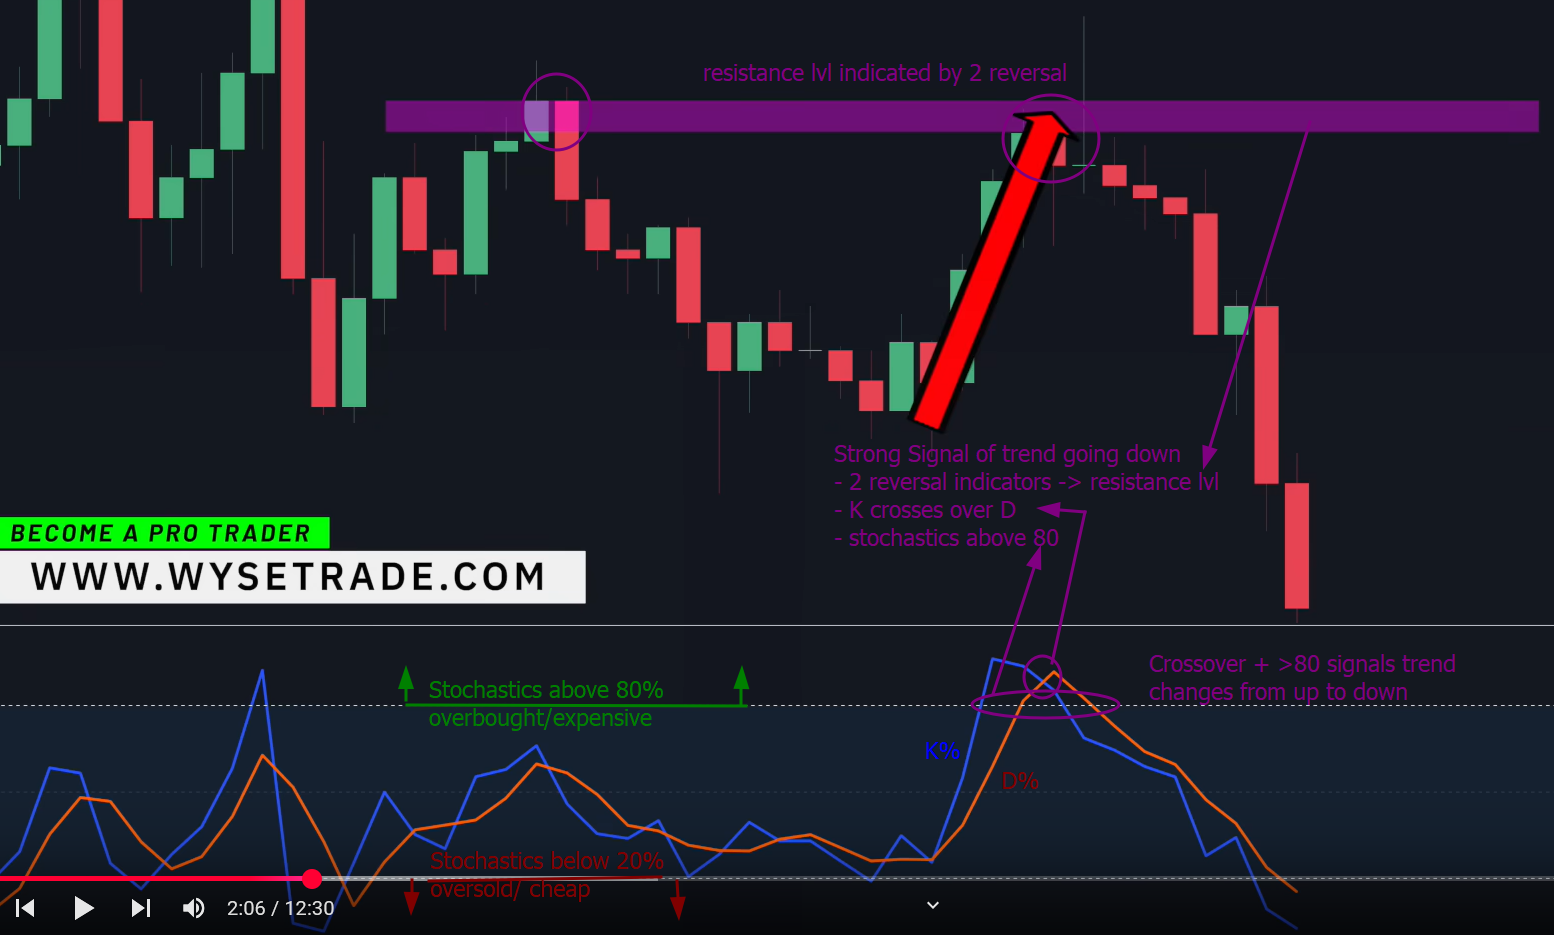 resistance lvl indicated by 2 reversal
Strong Signal of trend going down
- 2 reversal indicators -> resistance lvl
- K crosses over D
- stochastics above 80
BECOME A PRO TRADER
WWW.WYSETRADE.COM
Crossover + >80 signals trend
changes from up to down
Stochastics above 80%
overbought/expensive
K%
D%
Stochastics below 20%
oversold/ cheap
2:06 / 12:30